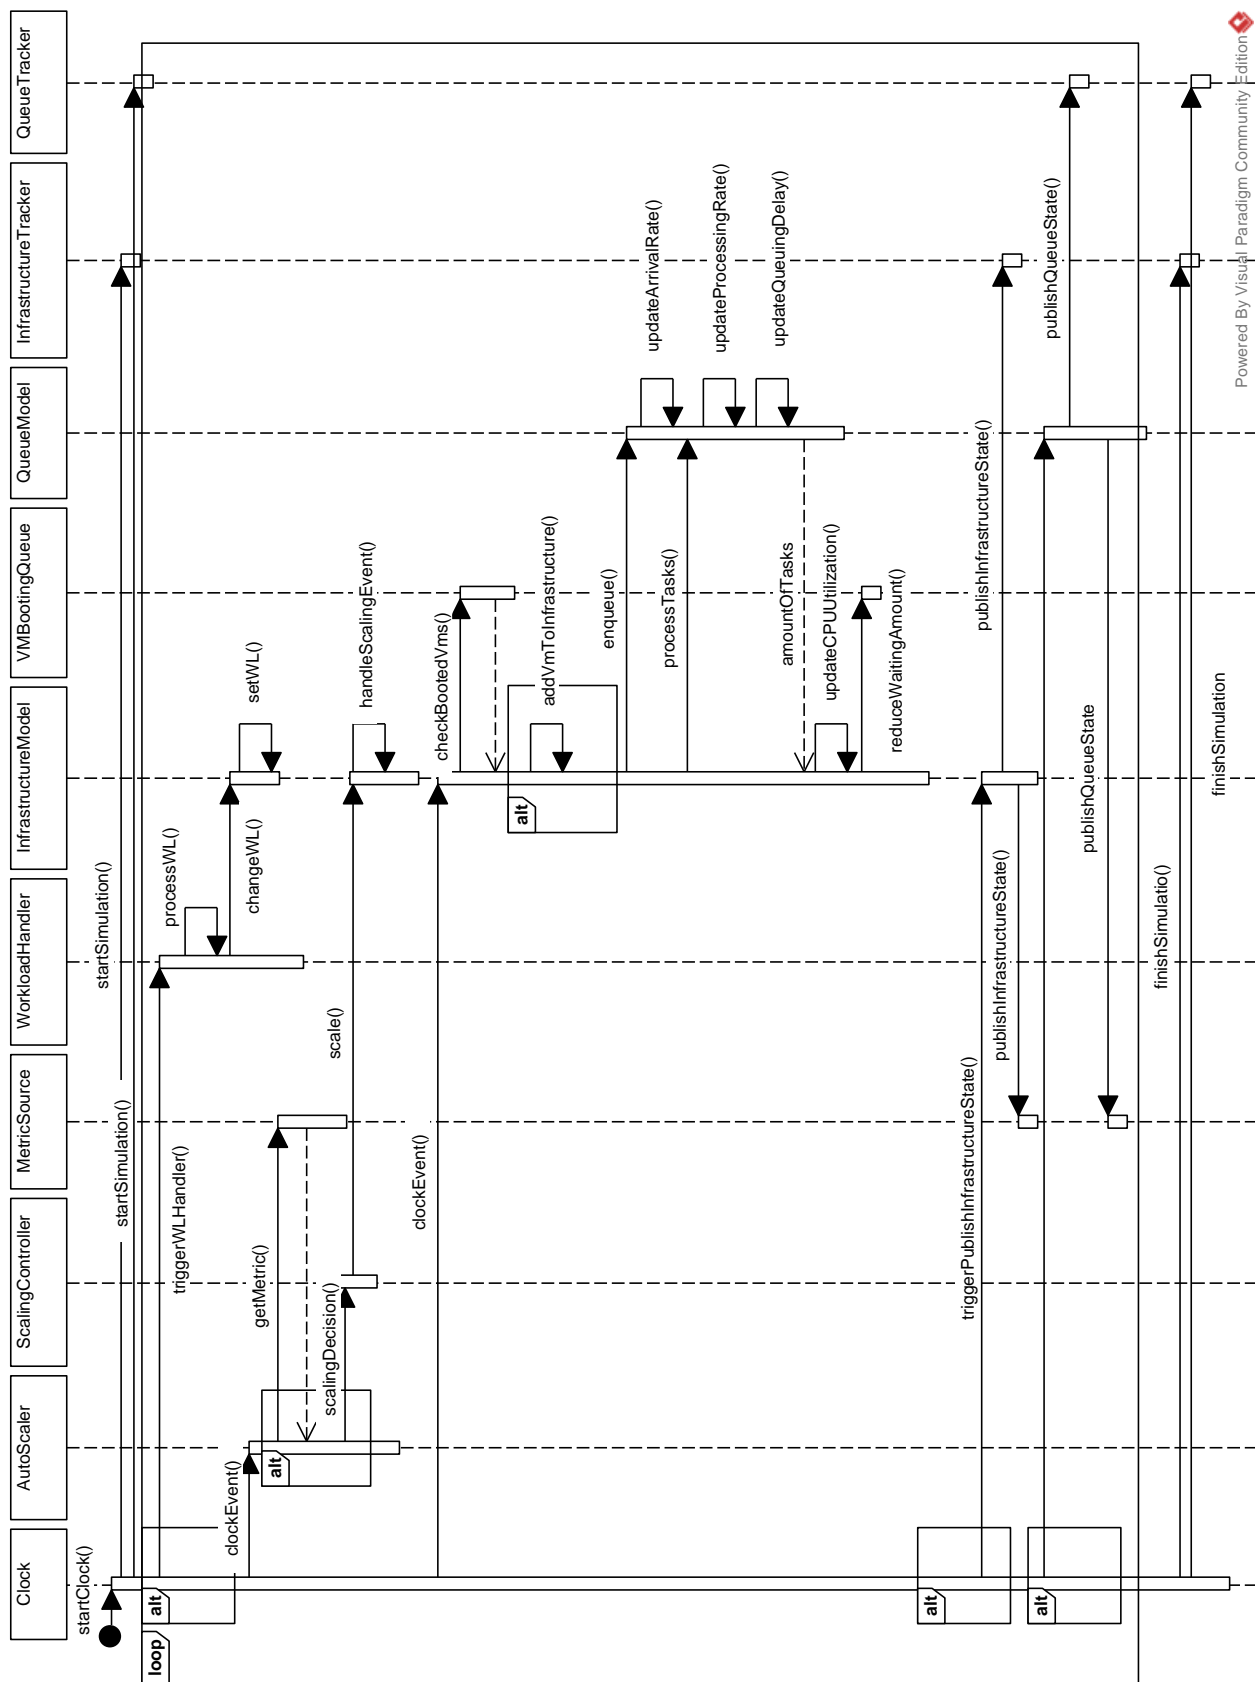 Clock
AutoScaler
ScalingController
MetricSource
WorkloadHandler
InfrastructureModel
VMBootingQueue
QueueModel
InfrastructureTracker
QueueTracker
startClock()
startSimulation()
startSimulation()
loop
alt
triggerWLHandler()
processWL()
changeWL()
setWL()
clockEvent()
alt
getMetric()
scalingDecision()
scale()
handleScalingEvent()
clockEvent()
checkBootedVms()
alt
addVmToInfrastructure()
enqueue()
updateArrivalRate()
processTasks()
updateProcessingRate()
updateQueuingDelay()
amountOfTasks
updateCPUUtilization()
reduceWaitingAmount()
alt
triggerPublishInfrastructureState()
publishInfrastructureState()
publishInfrastructureState()
alt
publishQueueState()
publishQueueState
finishSimulatio()
finishSimulation
Powered By Visual Paradigm Community Edition